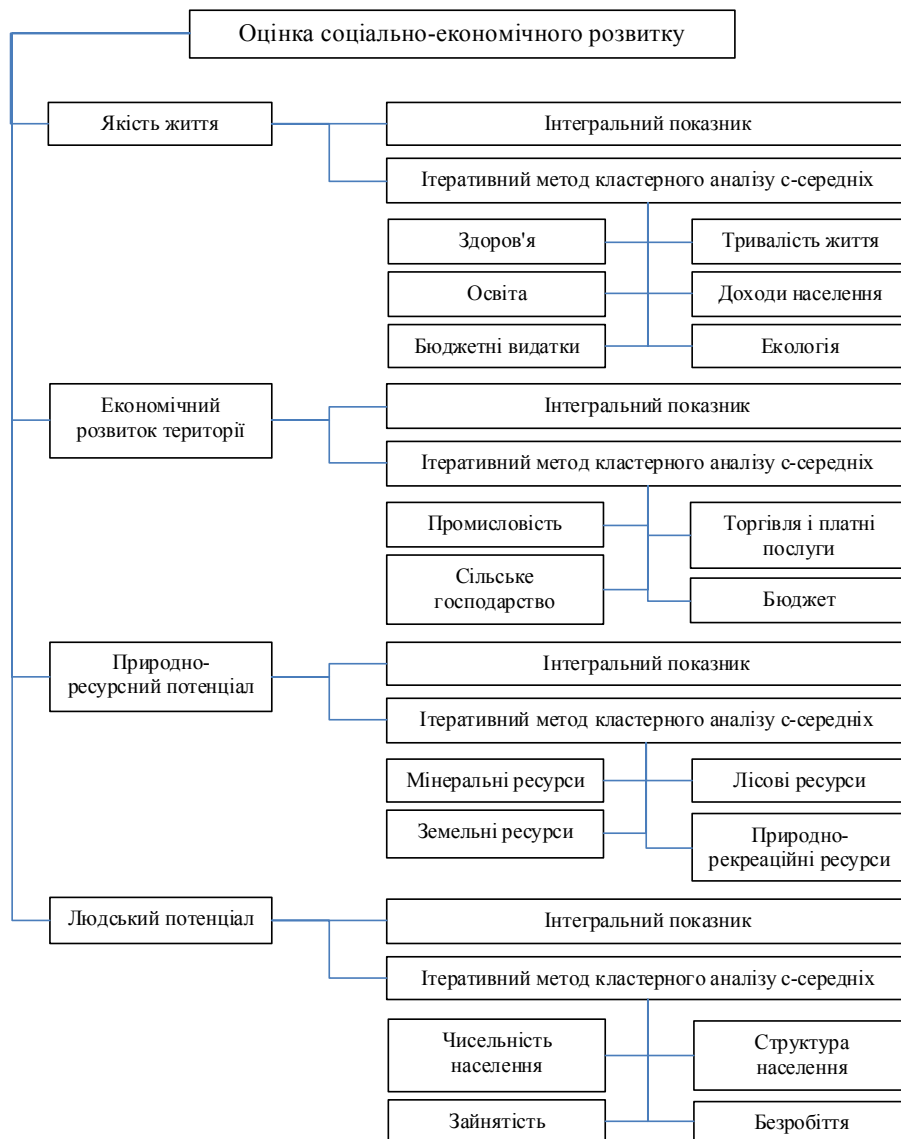 Оцінка соціально-економічного розвитку
Якість життя
Інтегральний показник
Ітеративний метод кластерного аналізу с-середніх
Здоров'я
Тривалість життя
Освіта
Доходи населення
Бюджетні видатки
Екологія
Економічний
розвиток території
Інтегральний показник
Ітеративний метод кластерного аналізу с-середніх
Промисловість
Торгівля і платні
послуги
Сільське
господарство
Бюджет
Природно-
ресурсний потенціал
Інтегральний показник
Ітеративний метод кластерного аналізу с-середніх
Мінеральні ресурси
Лісові ресурси
Земельні ресурси
Природно-
рекреаційні ресурси
Людський потенціал
Інтегральний показник
Ітеративний метод кластерного аналізу с-середніх
Чисельність
населення
Структура
населення
Зайнятість
Безробіття